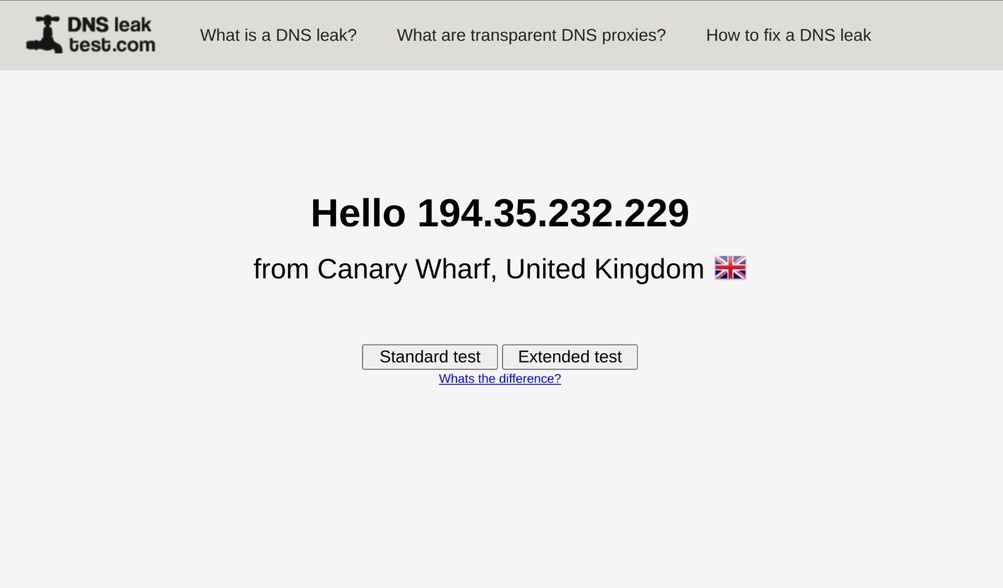 DNS leak
test.com
What is a DNS leak?
What are transparent DNS proxies?
How to fix a DNS leak
Hello 194.35.232.229
from Canary Wharf, United Kingdom
Standard test
Extended test
Whats the difference?